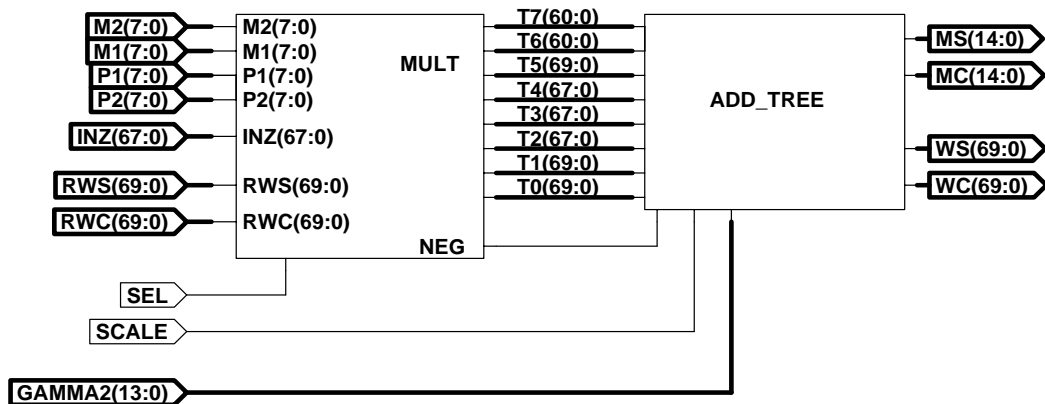 M2(7:0)
M1(7:0)
P1(7:0)
P2(7:0)
INZ(67:0)
RWS(69:0)
RWC(69:0)
SEL
SCALE
GAMMA2(13:0)
M2(7:0)
M1(7:0)
P1(7:0)
P2(7:0)
INZ(67:0)
RWS(69:0)
RWC(69:0)
MULT
NEG
T7(60:0)
T6(60:0)
T5(69:0)
T4(67:0)
T3(67:0)
T2(67:0)
T1(69:0)
T0(69:0)
ADD_TREE
MS(14:0)
MC(14:0)
WS(69:0)
WC(69:0)